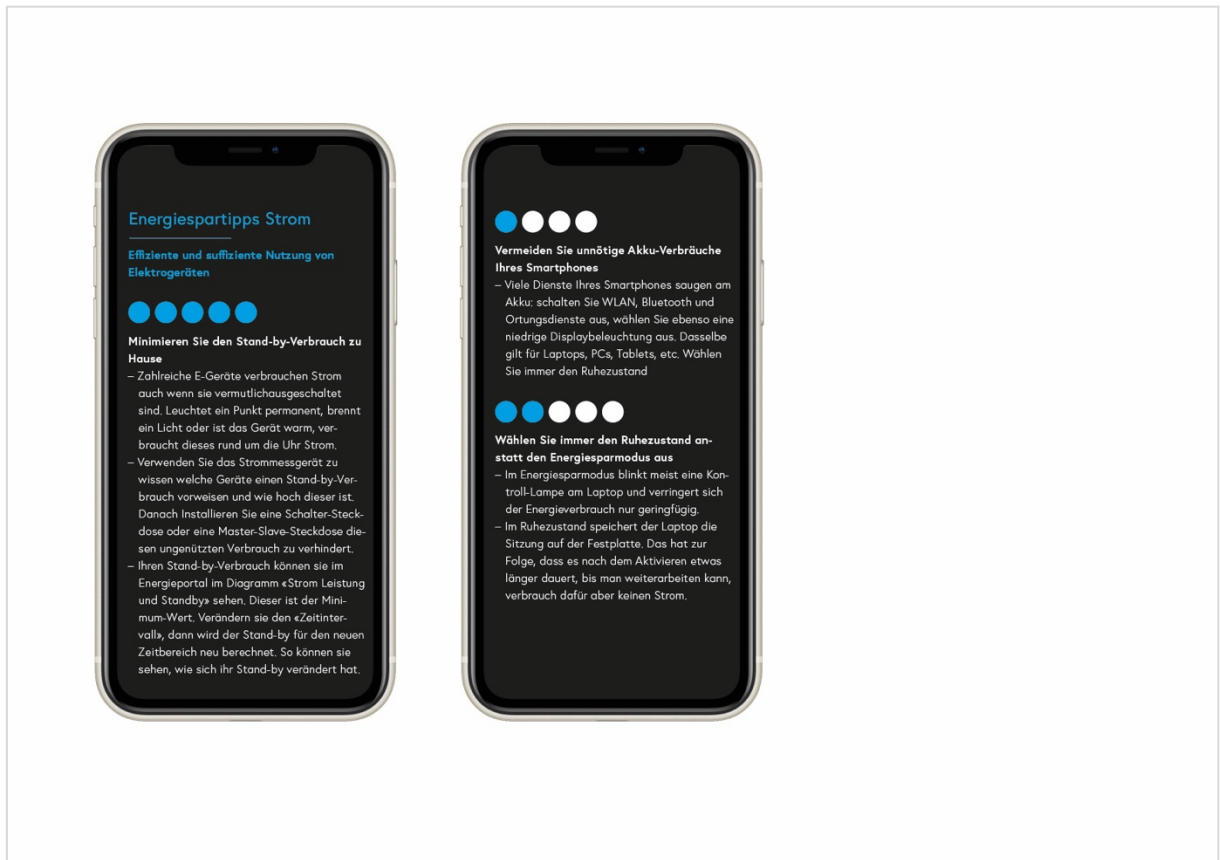 Energiespartipps Strom
Effiziente und suffiziente Nutzung von
Elektrogeräten
Minimieren Sie den Stand-by-Verbrauch zu
Hause
– Zahlreiche E-Geräte verbrauchen Strom
auch wenn sie vermutlichausgeschaltet
sind. Leuchtet ein Punkt permanent, brennt
ein Licht oder ist das Gerät warm, ver-
braucht dieses rund um die Uhr Strom.
– Verwenden Sie das Strommessgerät zu
wissen welche Geräte einen Stand-by-Ver-
brauch vorweisen und wie hoch dieser ist.
Danach Installieren Sie eine Schalter-Steck-
dose oder eine Master-Slave-Steckdose die-
sen ungenützten Verbrauch zu verhindert.
– Ihren Stand-by-Verbrauch können sie im
Energieportal im Diagramm «Strom Leistung
und Standby» sehen. Dieser ist der Mini-
mum-Wert. Verändern sie den «Zeitinter-
vall», dann wird der Stand-by für den neuen
Zeitbereich neu berechnet. So können sie
sehen, wie sich ihr Stand-by verändert hat.
Vermeiden Sie unnötige Akku-Verbräuche
Ihres Smartphones
– Viele Dienste Ihres Smartphones saugen am
Akku: schalten Sie WLAN, Bluetooth und
Ortungsdienste aus, wählen Sie ebenso eine
niedrige Displaybeleuchtung aus. Dasselbe
gilt für Laptops, PCs, Tablets, etc. Wählen
Sie immer den Ruhezustand
Wählen Sie immer den Ruhezustand an-
statt den Energiesparmodus aus
– Im Energiesparmodus blinkt meist eine Kon-
troll-Lampe am Laptop und verringert sich
der Energieverbrauch nur geringfügig.
– Im Ruhezustand speichert der Laptop die
Sitzung auf der Festplatte. Das hat zur
Folge, dass es nach dem Aktivieren etwas
länger dauert, bis man weiterarbeiten kann,
verbrauch dafür aber keinen Strom.